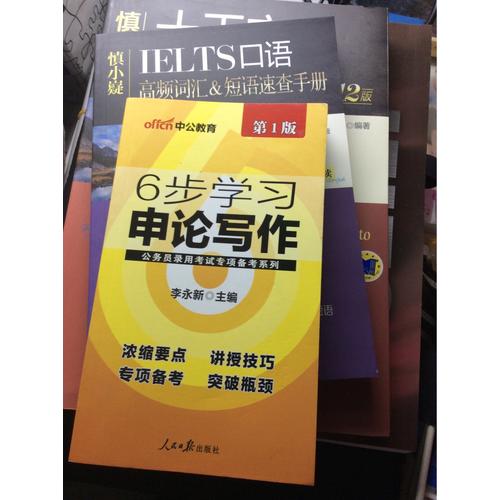 慎小嶷
IELTS口语
高频词汇&短语速查手册
12版
编著
offcn中公教育
第1版
6步学习
申论写作
公务员录用考试专项备考系列
李永新 主编
浓缩要点 讲授技巧
专项备考 突破瓶颈
人民日报出版社